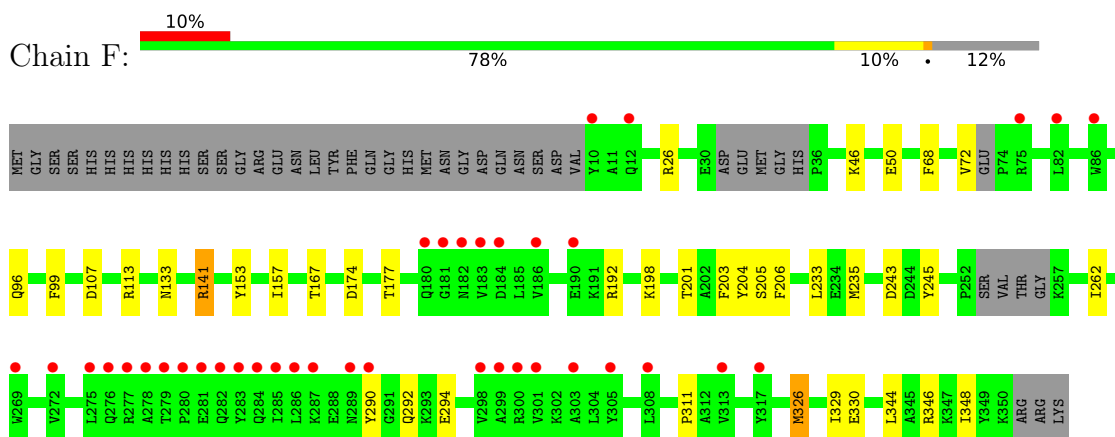 10%
Chain F:
78% 10% • 12%
MET GLY SER SER HIS HIS HIS HIS HIS HIS SER SER GLY ARG GLU ASN LEU TYR PHE GLN GLY HIS MET ASN GLY ASP GLN ASN SER ASP VAL Y10 A11 Q12 R26 E30 ASP GLU MET GLY HIS P36 K46 E50 F68 V72 GLU P74 R75 L82 W86
Q96 F99 D107 R113 N133 R141 Y153 I157 T167 D174 T177 Q180 G181 N182 V183 D184 L185 V186 E190 K191 R192 K198 T201 A202 F203 Y204 S205 F206 L233 E234 M235 D243 D244 Y245 P252 SER VAL THR GLY K257 I262
W269 V272 L275 Q276 R277 A278 T279 P280 E281 Q282 Y283 Q284 I285 L286 K287 E288 N289 Y290 G291 Q292 K293 E294 V298 A299 R300 V301 K302 A303 L304 Y305 L308 P311 A312 V313 Y317 M326 I329 E330 L344 A345 R346 K347 I348 Y349 K350 ARG ARG LYS